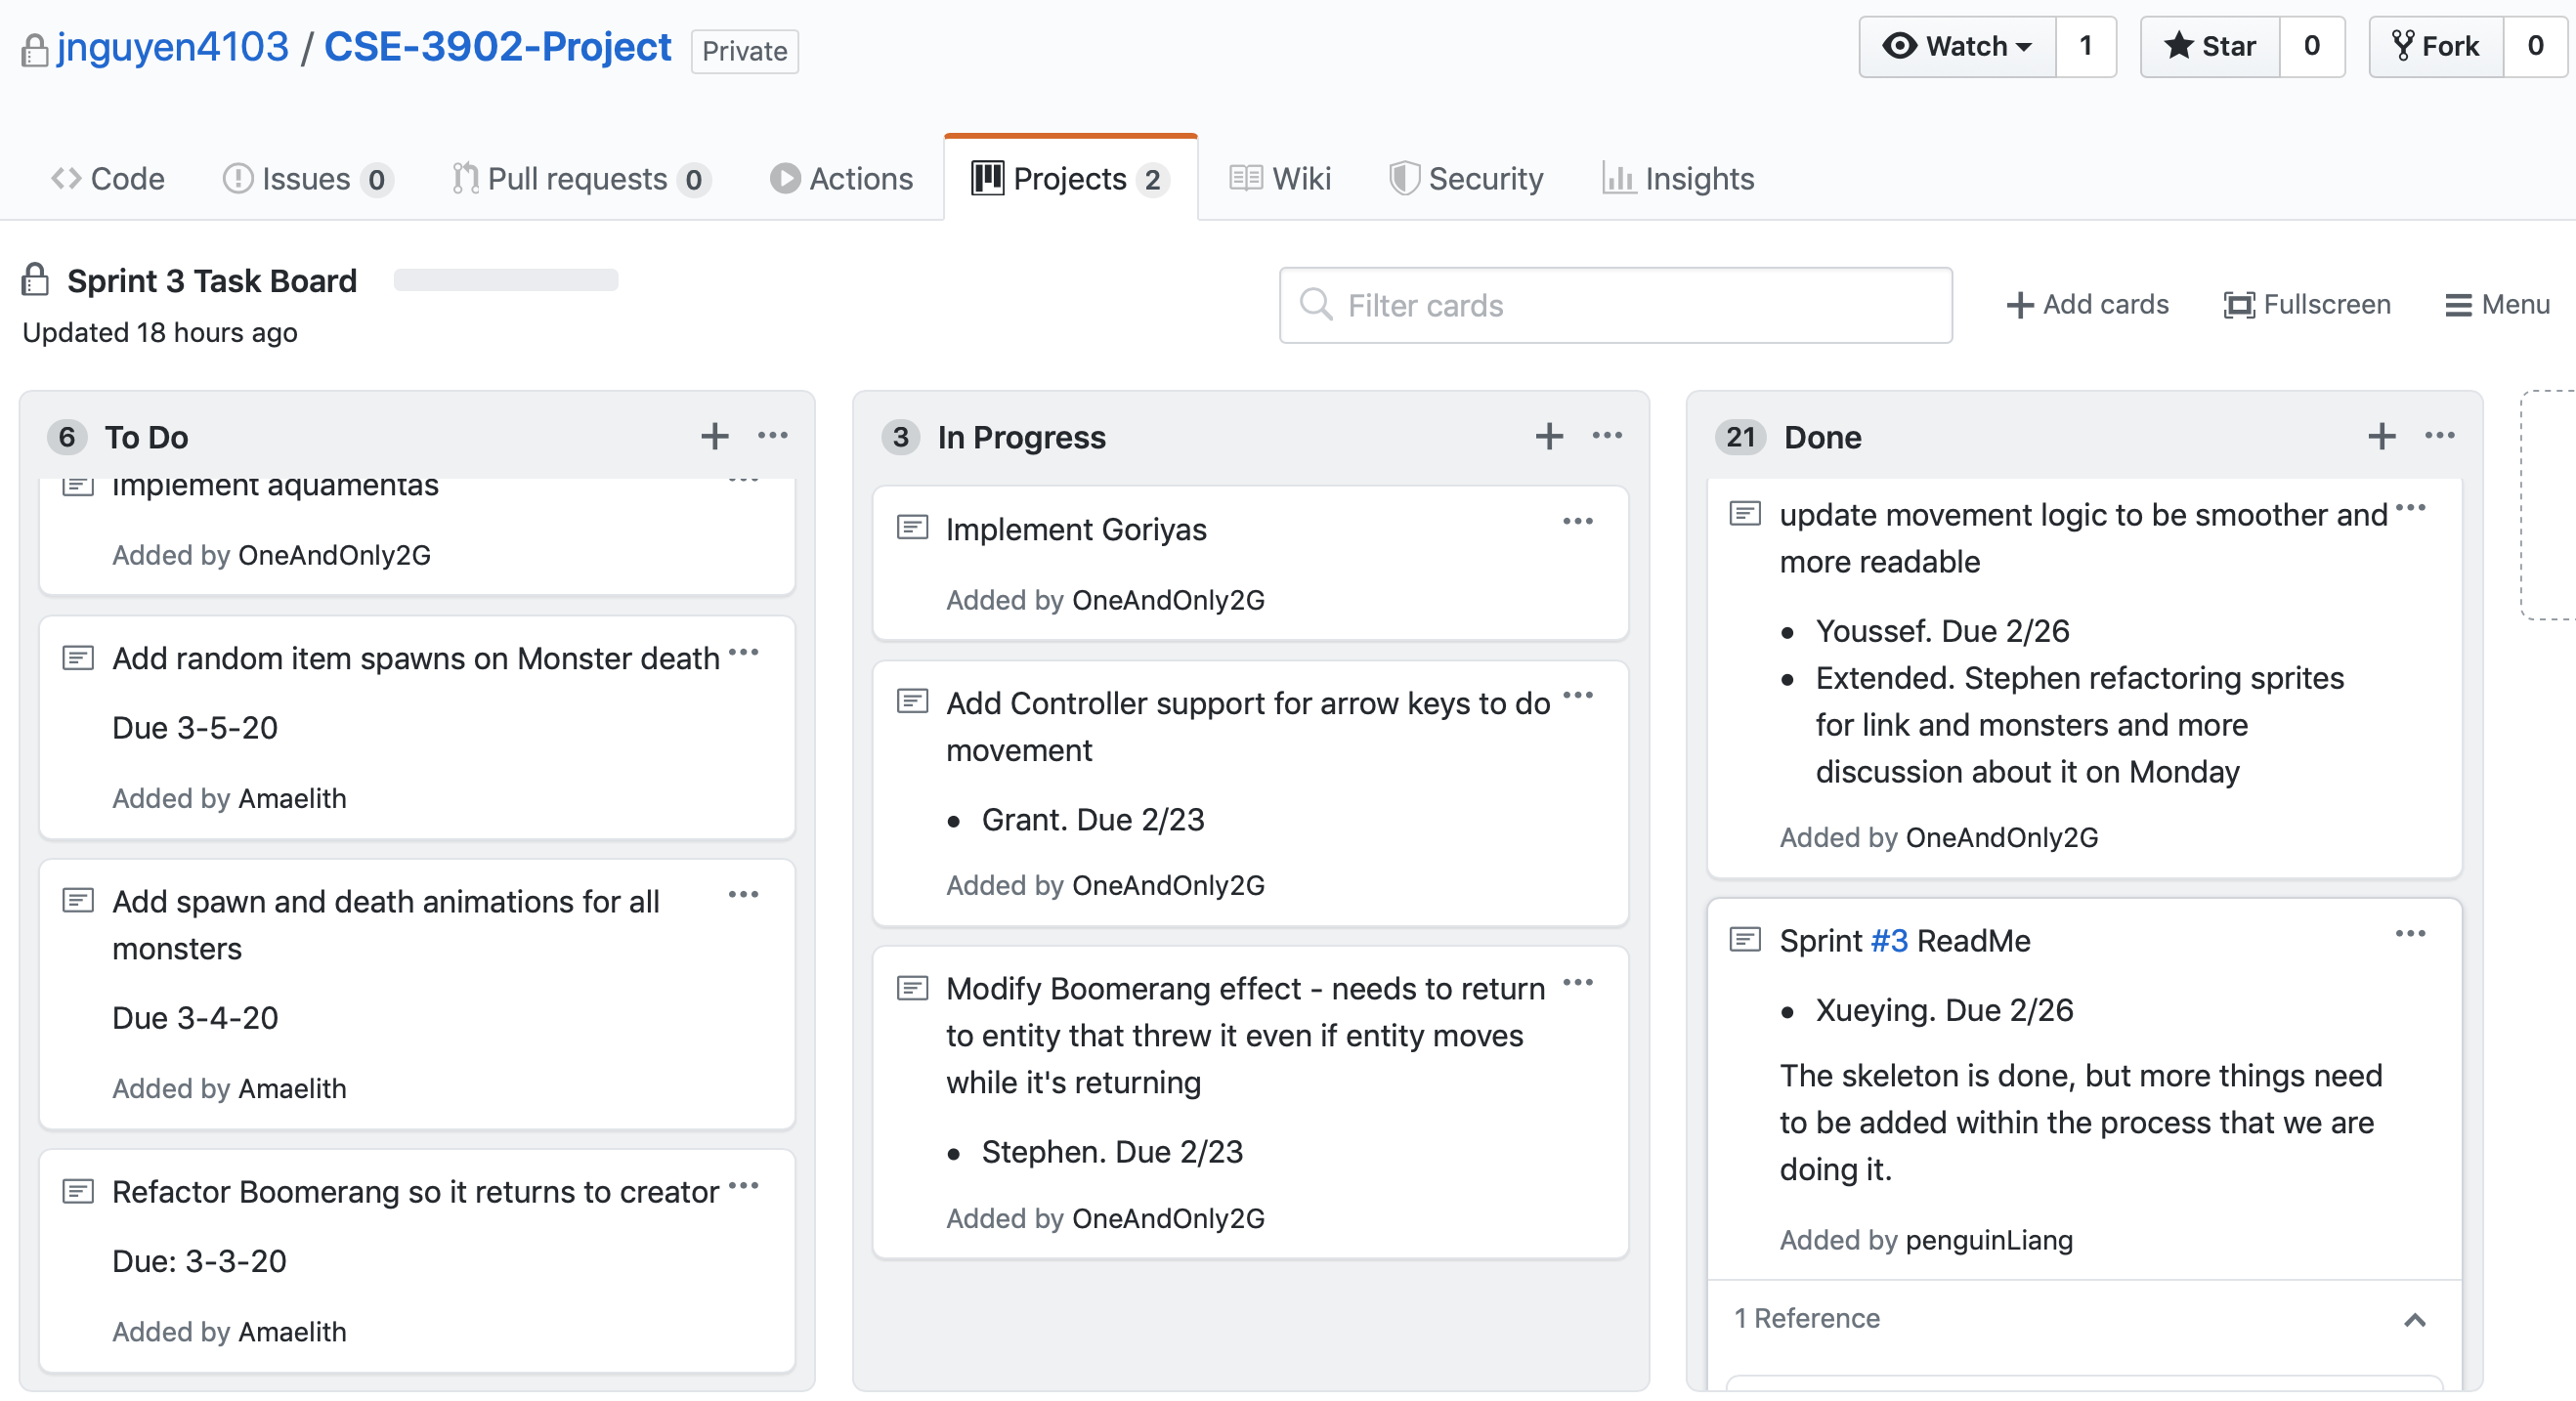 jnguyen4103 / CSE-3902-Project Private
Watch 1 Star 0 Fork 0
Code Issues 0 Pull requests 0 Actions Projects 2 Wiki Security Insights
Sprint 3 Task Board
Updated 18 hours ago
Filter cards
Add cards Fullscreen Menu
6 To Do
Implement aquamentas
Added by OneAndOnly2G
Add random item spawns on Monster death
Due 3-5-20
Added by Amaelith
Add spawn and death animations for all
monsters
Due 3-4-20
Added by Amaelith
Refactor Boomerang so it returns to creator
Due: 3-3-20
Added by Amaelith
3 In Progress
Implement Goriyas
Added by OneAndOnly2G
Add Controller support for arrow keys to do
movement
• Grant. Due 2/23
Added by OneAndOnly2G
Modify Boomerang effect - needs to return
to entity that threw it even if entity moves
while it's returning
• Stephen. Due 2/23
Added by OneAndOnly2G
21 Done
update movement logic to be smoother and
more readable
• Youssef. Due 2/26
• Extended. Stephen refactoring sprites
for link and monsters and more
discussion about it on Monday
Added by OneAndOnly2G
Sprint #3 ReadMe
• Xueying. Due 2/26
The skeleton is done, but more things need
to be added within the process that we are
doing it.
Added by penguinLiang
1 Reference